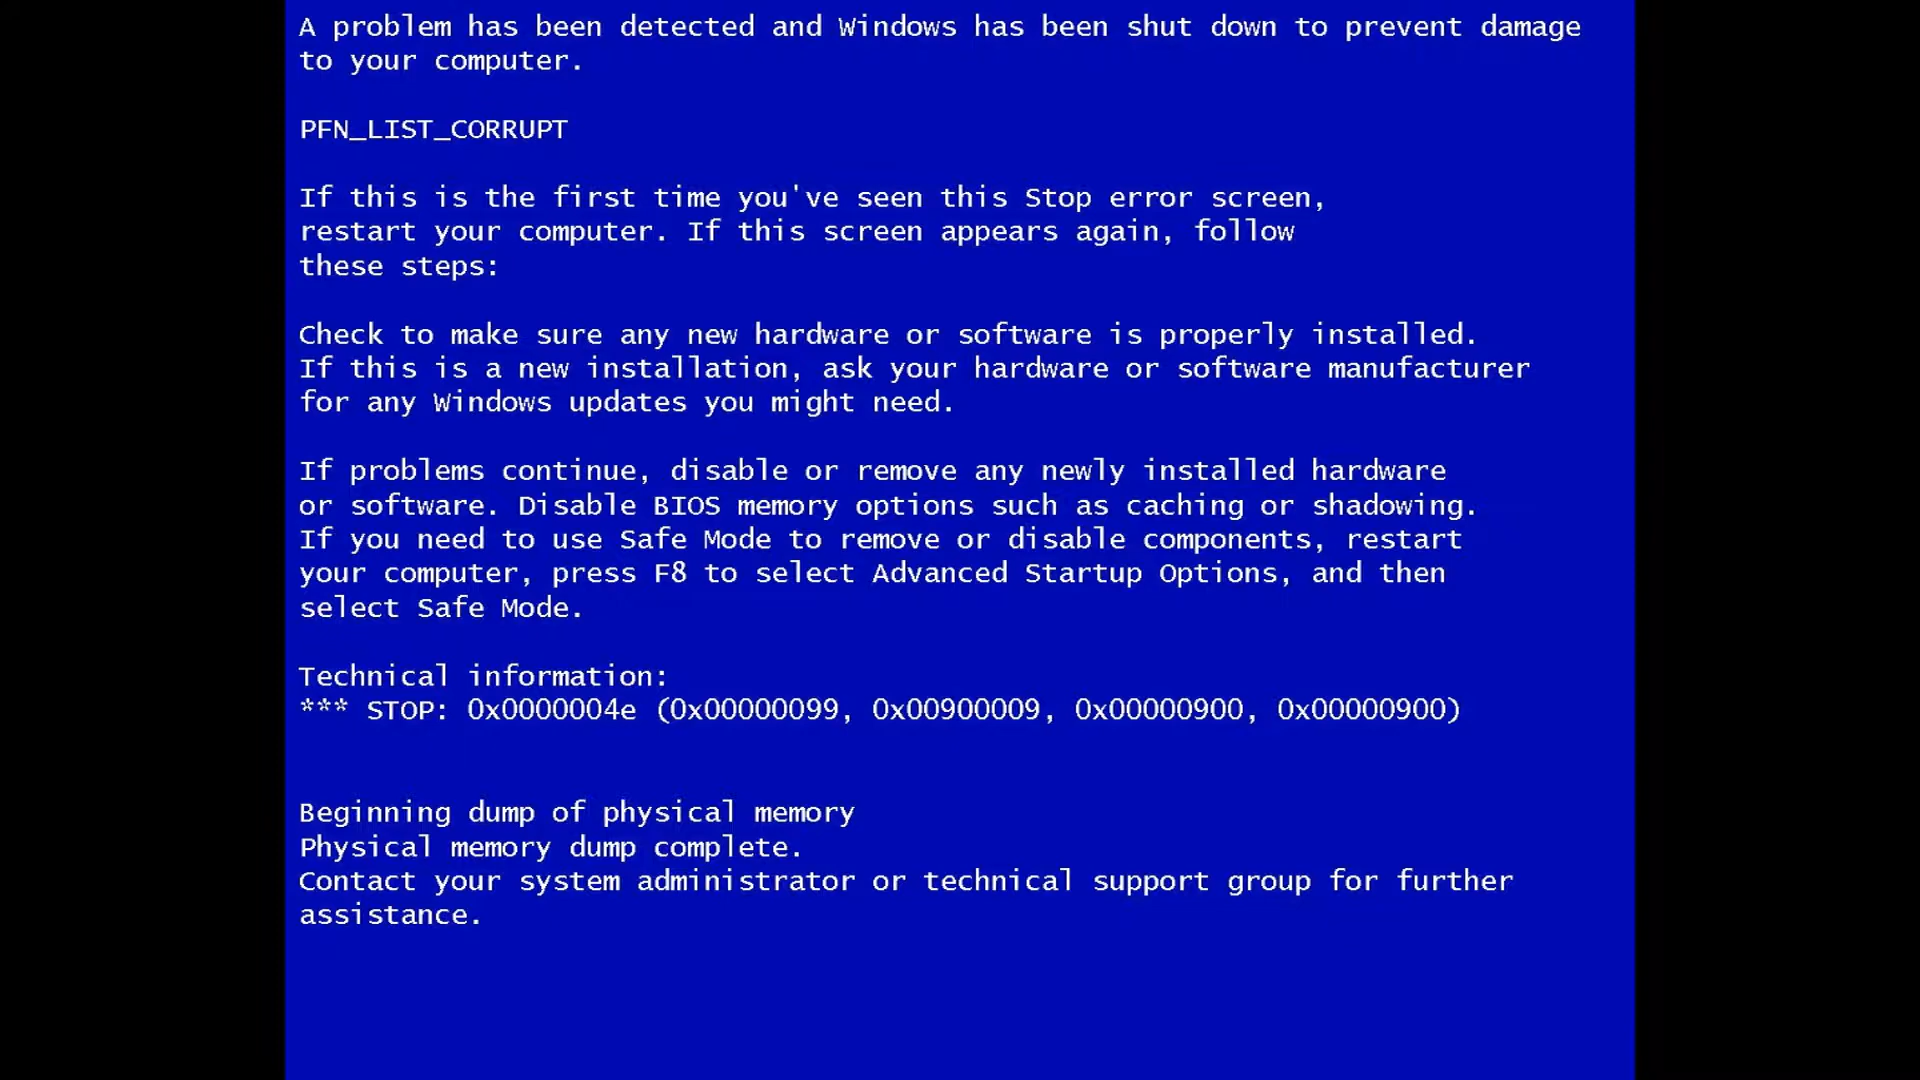 A problem has been detected and Windows has been shut down to prevent damage
to your computer.
PFN_LIST_CORRUPT
If this is the first time you've seen this Stop error screen,
restart your computer. If this screen appears again, follow
these steps:
Check to make sure any new hardware or software is properly installed.
If this is a new installation, ask your hardware or software manufacturer
for any Windows updates you might need.
If problems continue, disable or remove any newly installed hardware
or software. Disable BIOS memory options such as caching or shadowing.
If you need to use Safe Mode to remove or disable components, restart
your computer, press F8 to select Advanced Startup Options, and then
select Safe Mode.
Technical information:
*** STOP: 0x0000004e (0x00000099, 0x00900009, 0x00000900, 0x00000900)
Beginning dump of physical memory
Physical memory dump complete.
Contact your system administrator or technical support group for further
assistance.